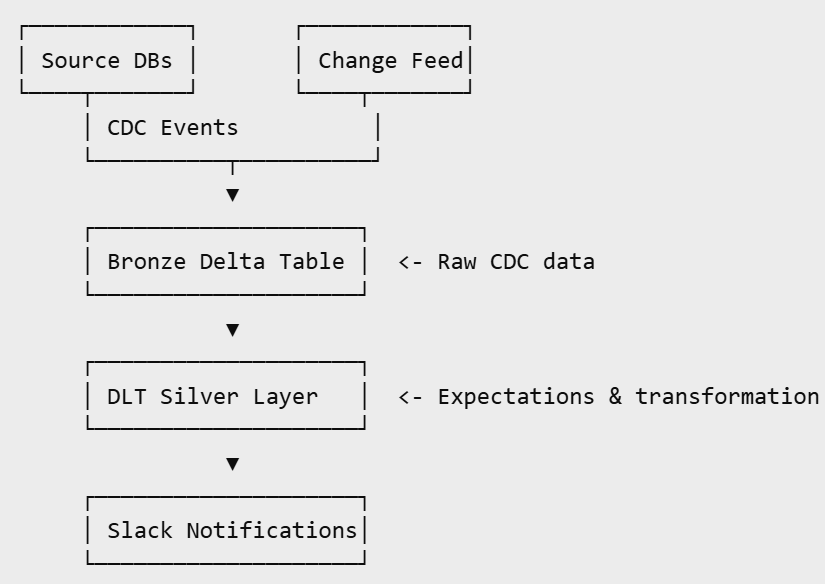 Source DBs Change Feed
CDC Events
Bronze Delta Table <- Raw CDC data
DLT Silver Layer <- Expectations & transformation
Slack Notifications